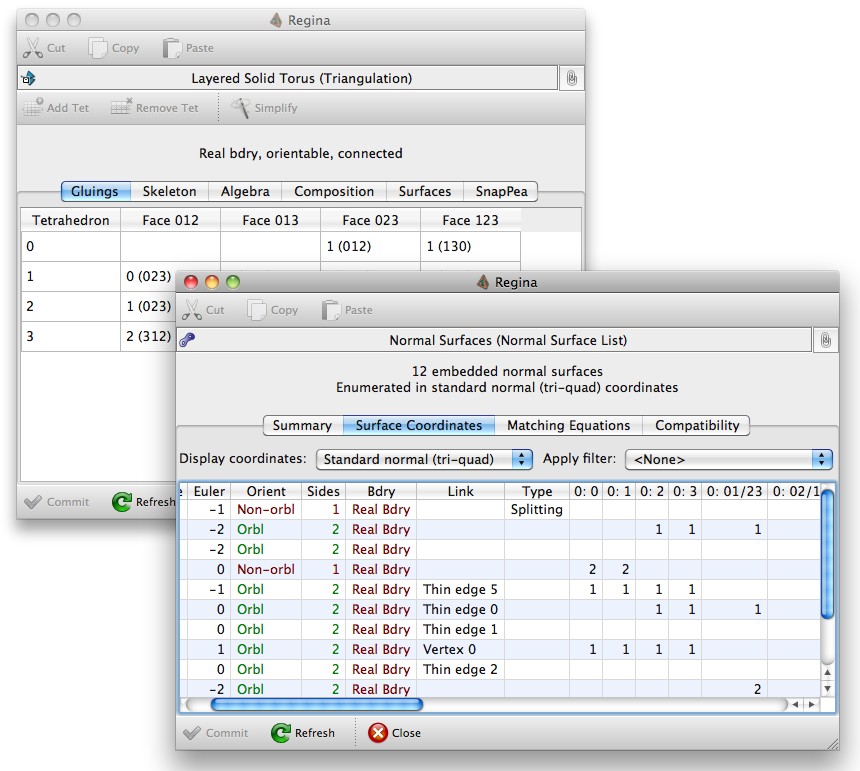 Regina
Cut Copy Paste
Layered Solid Torus (Triangulation)
Add Tet Remove Tet Simplify
Real bdry, orientable, connected
Gluings Skeleton Algebra Composition Surfaces SnapPea
Tetrahedron Face 012 Face 013 Face 023 Face 123
0 1 (012) 1 (130)
1 0 (023)
2 1 (023)
3 2 (312)
Commit Refresh
Regina
Cut Copy Paste
Normal Surfaces (Normal Surface List)
12 embedded normal surfaces
Enumerated in standard normal (tri-quad) coordinates
Summary Surface Coordinates Matching Equations Compatibility
Display coordinates: Standard normal (tri-quad) Apply filter: <None>
Euler Orient Sides Bdry Link Type 0: 0 0: 1 0: 2 0: 3 0: 01/23 0: 02/1
-1 Non-orbl 1 Real Bdry Splitting
-2 Orbl 2 Real Bdry 1 1 1
-2 Orbl 2 Real Bdry
0 Non-orbl 1 Real Bdry 2 2
-1 Orbl 2 Real Bdry Thin edge 5 1 1 1 1
0 Orbl 2 Real Bdry Thin edge 0 1 1 1
0 Orbl 2 Real Bdry Thin edge 1
1 Orbl 2 Real Bdry Vertex 0 1 1 1 1
0 Orbl 2 Real Bdry Thin edge 2
-2 Orbl 2 Real Bdry 2
Commit Refresh Close